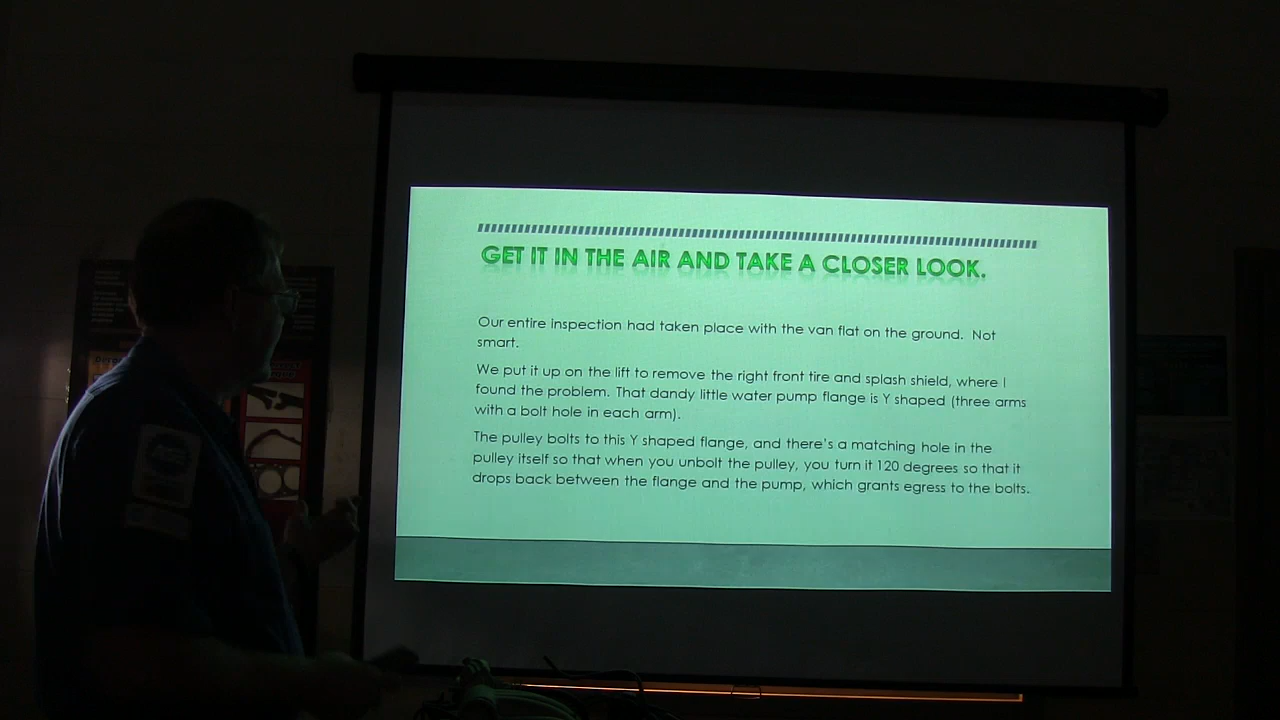 GET IT IN THE AIR AND TAKE A CLOSER LOOK.
Our entire inspection had taken place with the van flat on the ground. Not
smart.
We put it up on the lift to remove the right front tire and splash shield, where I
found the problem. That dandy little water pump flange is Y shaped (three arms
with a bolt hole in each arm).
The pulley bolts to this Y shaped flange, and there's a matching hole in the
pulley itself so that when you unbolt the pulley, you turn it 120 degrees so that it
drops back between the flange and the pump, which grants egress to the bolts.